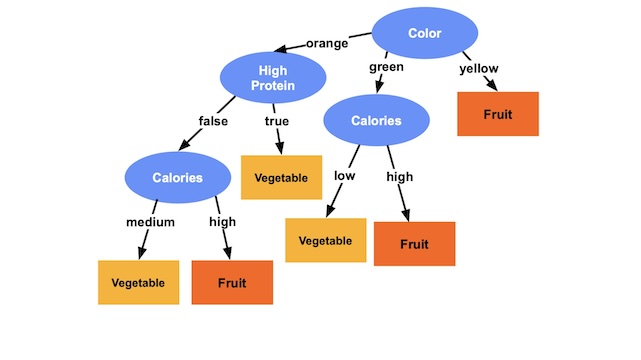 Color
orange
green
yellow
High
Protein
Calories
Fruit
false
true
low
high
Calories
Vegetable
medium
high
Vegetable
Fruit
Vegetable
Fruit